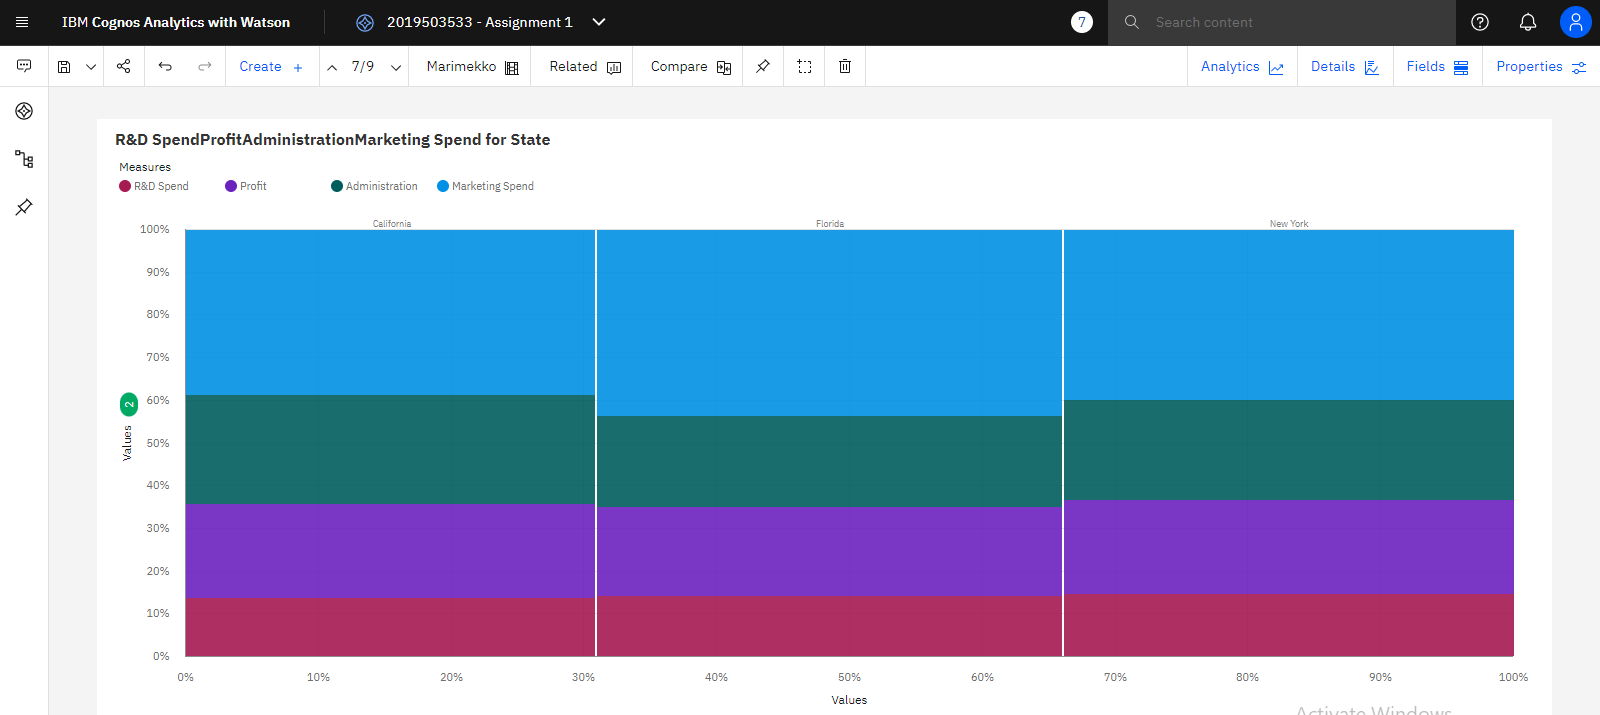 IBM Cognos Analytics with Watson 2019503533 - Assignment 1 7 Search content
Create + 7/9 Marimekko Related Compare Analytics Details Fields Properties
R&D SpendProfitAdministrationMarketing Spend for State
Measures
R&D Spend Profit Administration Marketing Spend
California Florida New York
100%
90%
80%
70%
60%
50%
40%
30%
20%
10%
0%
Values 2
0% 10% 20% 30% 40% 50% 60% 70% 80% 90% 100%
Values
Activate Windows